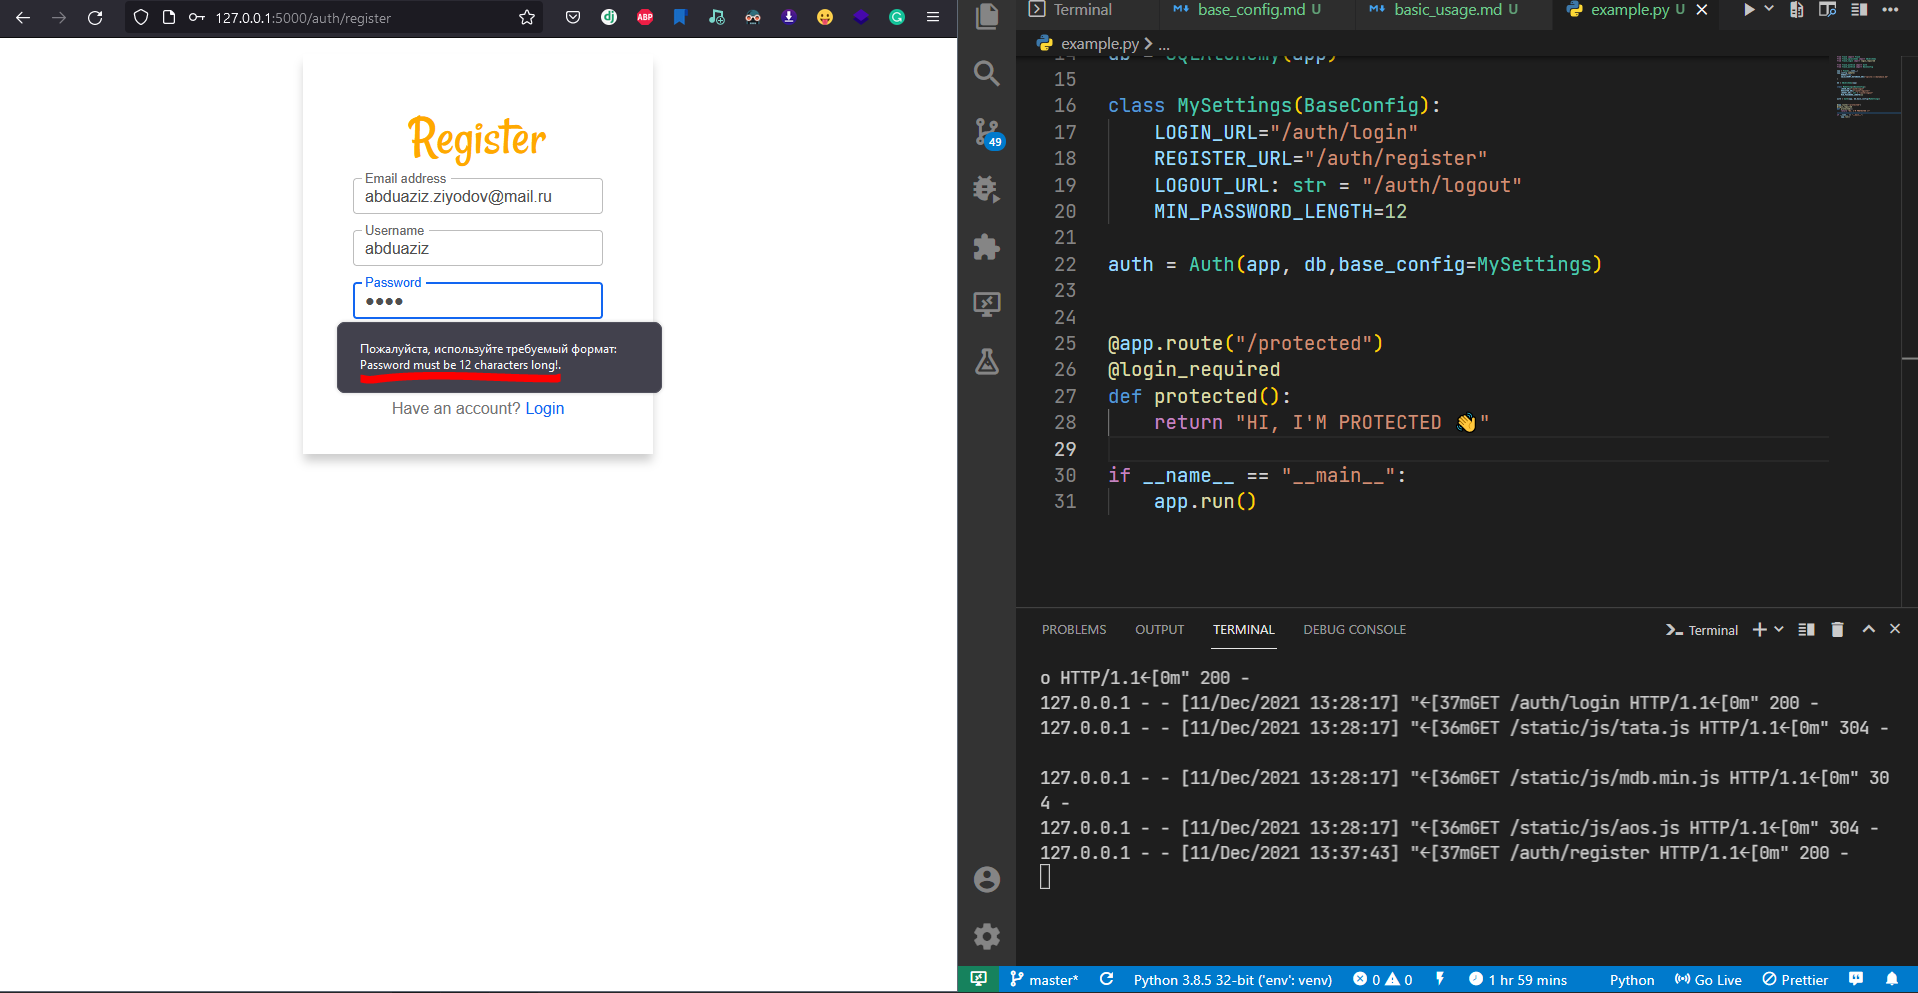 127.0.0.1:5000/auth/register
Register
Email address
abduaziz.ziyodov@mail.ru
Username
abduaziz
Password
Пожалуйста, используйте требуемый формат:
Password must be 12 characters long!.
Have an account? Login
Terminal
base_config.md U
basic_usage.md U
example.py U
example.py > ...
14 db = SQLAlchemy(app)
15
16 class MySettings(BaseConfig):
17     LOGIN_URL="/auth/login"
18     REGISTER_URL="/auth/register"
19     LOGOUT_URL: str = "/auth/logout"
20     MIN_PASSWORD_LENGTH=12
21
22 auth = Auth(app, db,base_config=MySettings)
23
24
25 @app.route("/protected")
26 @login_required
27 def protected():
28     return "HI, I'M PROTECTED 👋"
29
30 if __name__ == "__main__":
31     app.run()
49
PROBLEMS OUTPUT TERMINAL DEBUG CONSOLE
Terminal
o HTTP/1.1←[0m" 200 -
127.0.0.1 - - [11/Dec/2021 13:28:17] "←[37mGET /auth/login HTTP/1.1←[0m" 200 -
127.0.0.1 - - [11/Dec/2021 13:28:17] "←[36mGET /static/js/tata.js HTTP/1.1←[0m" 304 -
127.0.0.1 - - [11/Dec/2021 13:28:17] "←[36mGET /static/js/mdb.min.js HTTP/1.1←[0m" 30
4 -
127.0.0.1 - - [11/Dec/2021 13:28:17] "←[36mGET /static/js/aos.js HTTP/1.1←[0m" 304 -
127.0.0.1 - - [11/Dec/2021 13:37:43] "←[37mGET /auth/register HTTP/1.1←[0m" 200 -
master* Python 3.8.5 32-bit ('env': venv) 0 0 1 hr 59 mins Python Go Live Prettier